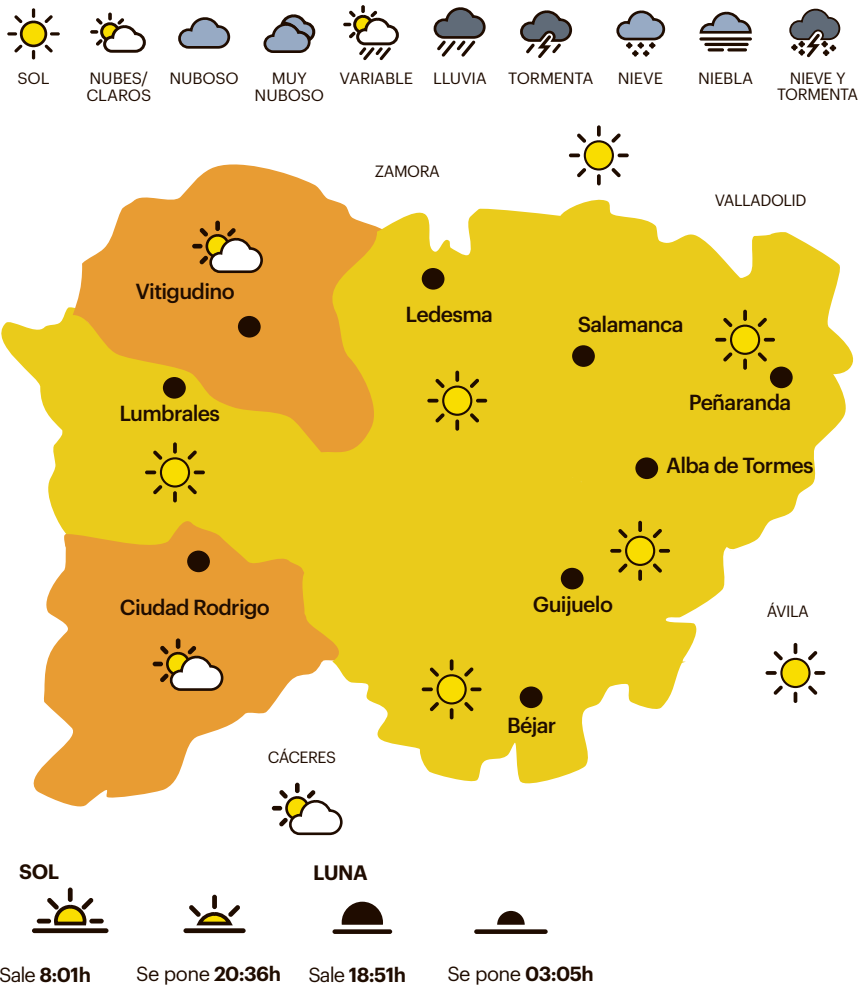 SOL
NUBES/
CLAROS
NUBOSO
MUY
NUBOSO
VARIABLE
LLUVIA
TORMENTA
NIEVE
NIEBLA
NIEVE Y
TORMENTA
ZAMORA
VALLADOLID
Vitigudino
Ledesma
Salamanca
Peñaranda
Lumbrales
Alba de Tormes
Ciudad Rodrigo
Guijuelo
ÁVILA
Béjar
CÁCERES
SOL
LUNA
Sale 8:01h
Se pone 20:36h
Sale 18:51h
Se pone 03:05h